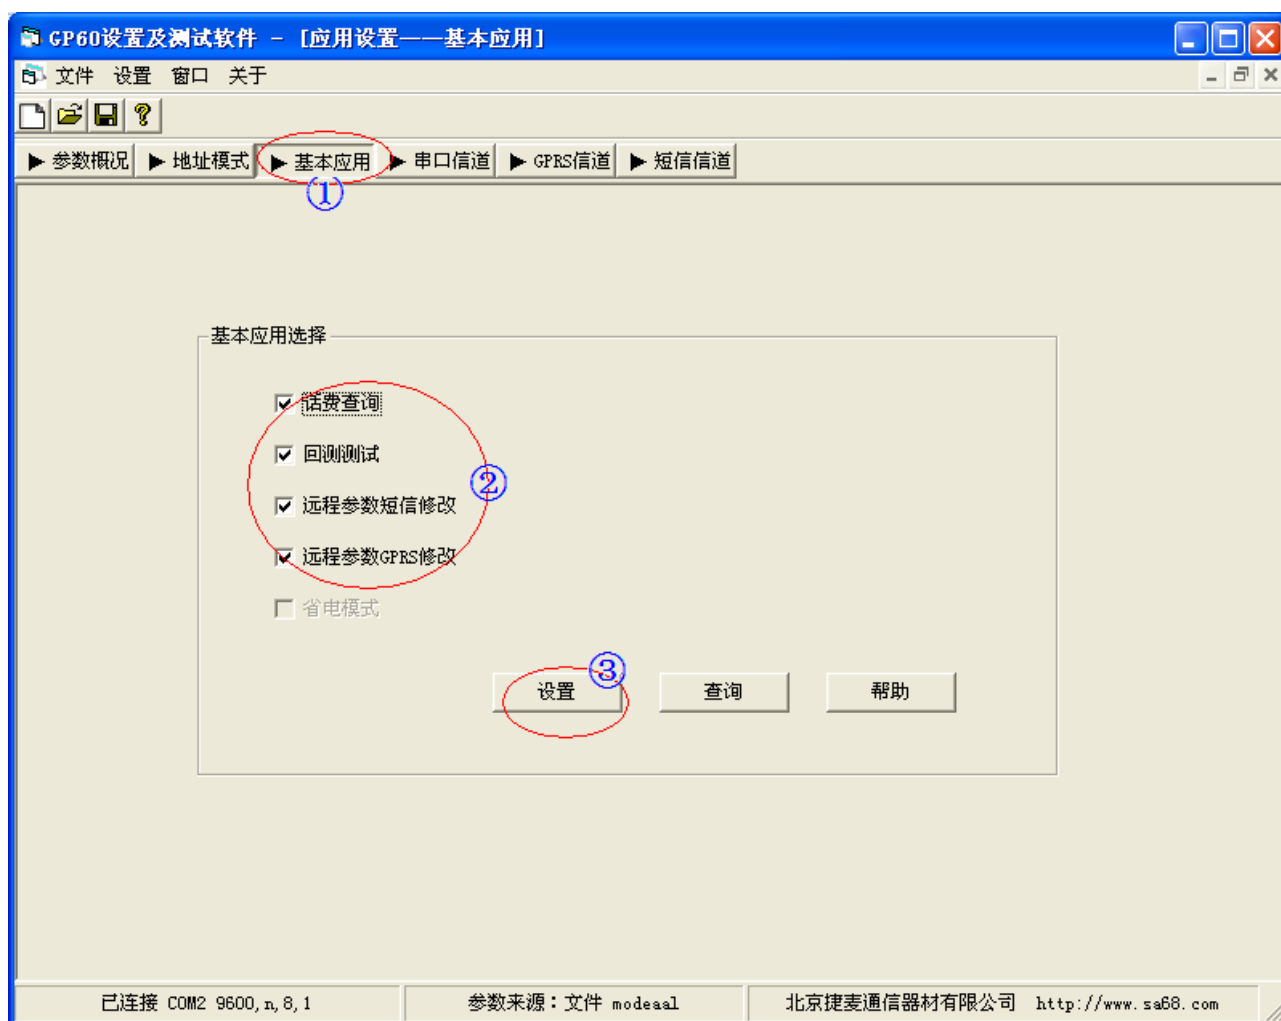 GP60设置及测试软件 - [应用设置——基本应用]
文件 设置 窗口 关于
参数概况 地址模式 基本应用 串口信道 GPRS信道 短信信道
①
基本应用选择
话费查询
回测测试
②
远程参数短信修改
远程参数GPRS修改
省电模式
③
设置 查询 帮助
已连接 COM2 9600,n,8,1 参数来源：文件 modeaal 北京捷麦通信器材有限公司 http://www.sa68.com